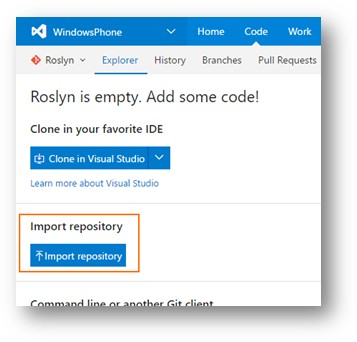 WindowsPhone Home Code Work
Roslyn Explorer History Branches Pull Requests
Roslyn is empty. Add some code!
Clone in your favorite IDE
Clone in Visual Studio
Learn more about Visual Studio
Import repository
Import repository
Command line or another Git client